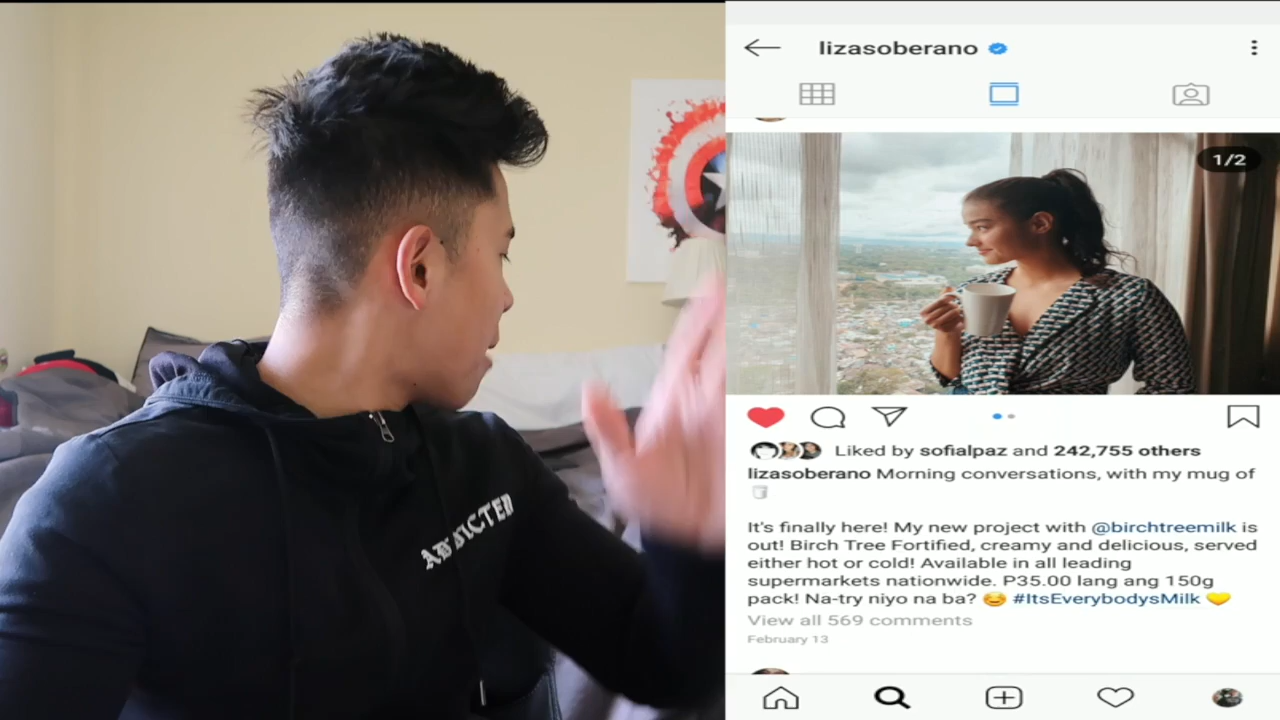 lizasoberano
1/2
Liked by sofialpaz and 242,755 others
lizasoberano Morning conversations, with my mug of
🥛
It's finally here! My new project with @birchtreemilk is
out! Birch Tree Fortified, creamy and delicious, served
either hot or cold! Available in all leading
supermarkets nationwide. P35.00 lang ang 150g
pack! Na-try niyo na ba? 😊 #ItsEverybodysMilk 💛
View all 569 comments
February 13